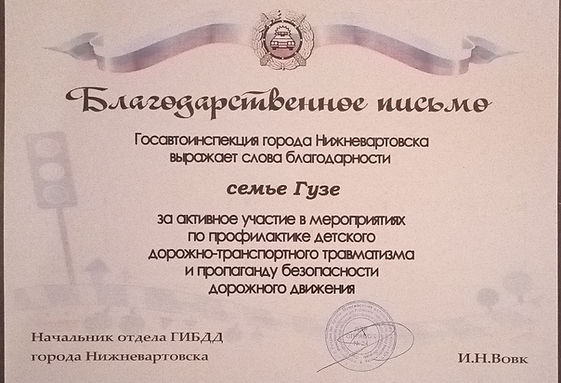 Благодарственное письмо
Госавтоинспекция города Нижневартовска
выражает слова благодарности
семье Гузе
за активное участие в мероприятиях
по профилактике детского
дорожно-транспортного травматизма
и пропаганду безопасности
дорожного движения
Начальник отдела ГИБДД
города Нижневартовска
И.Н.Вовк